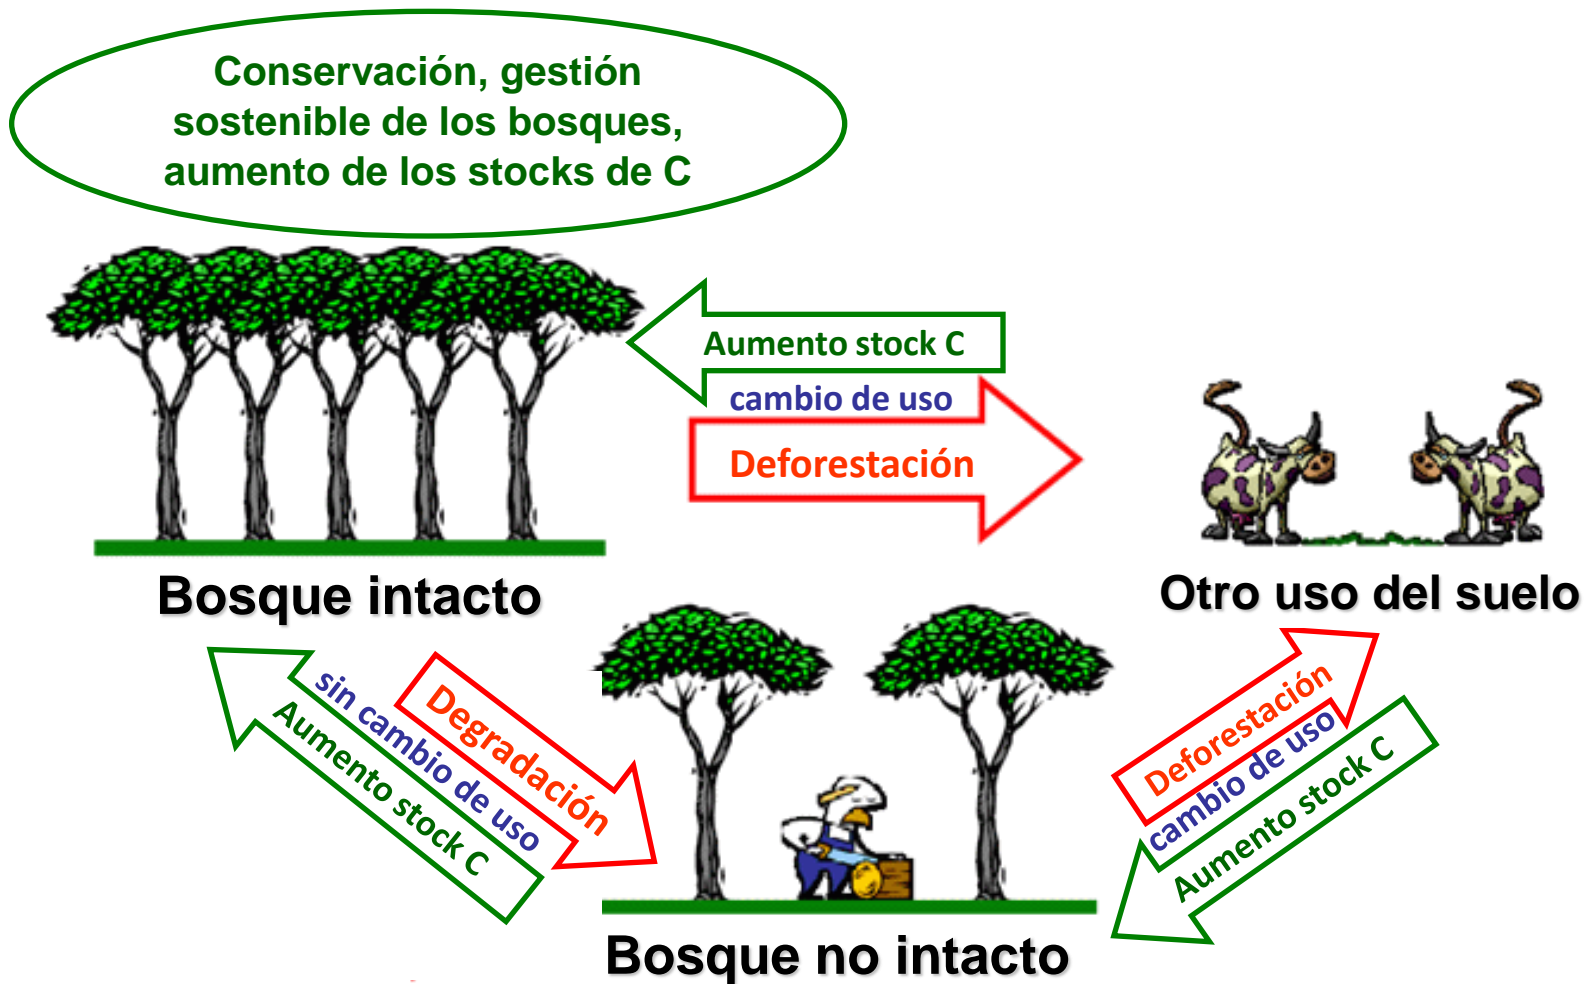 Conservación, gestión
sostenible de los bosques,
aumento de los stocks de C
Aumento stock C
cambio de uso
Deforestación
Bosque intacto
Otro uso del suelo
Degradación
sin cambio de uso
Aumento stock C
Deforestación
cambio de uso
Aumento stock C
Bosque no intacto